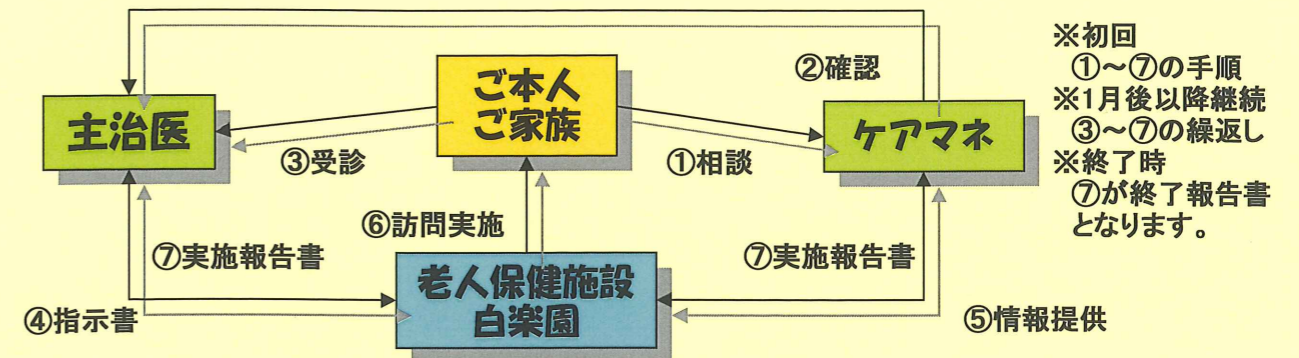 ②確認
※初回
①～⑦の手順
※1月後以降継続
③～⑦の繰返し
※終了時
⑦が終了報告書
となります。
ご本人
ご家族
主治医
ケアマネ
③受診
①相談
⑥訪問実施
⑦実施報告書
⑦実施報告書
老人保健施設
白楽園
④指示書
⑤情報提供